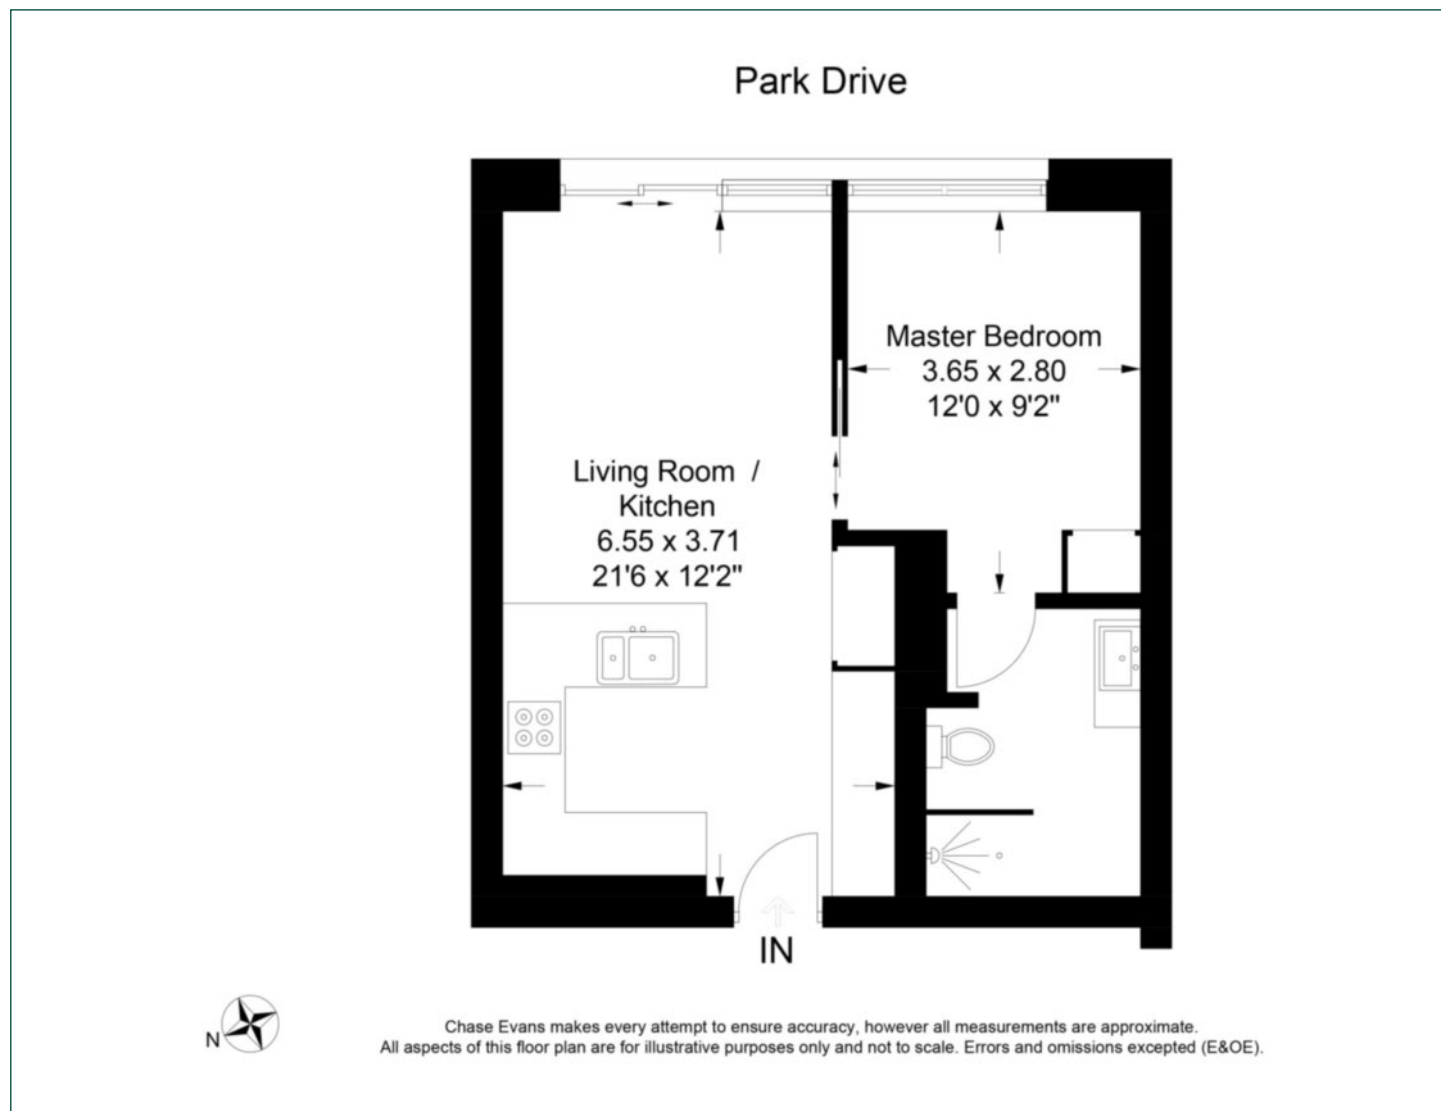 Park Drive
Master Bedroom
3.65 x 2.80
12'0 x 9'2"
Living Room /
Kitchen
6.55 x 3.71
21'6 x 12'2"
IN
N
Chase Evans makes every attempt to ensure accuracy, however all measurements are approximate.
All aspects of this floor plan are for illustrative purposes only and not to scale. Errors and omissions excepted (E&OE).